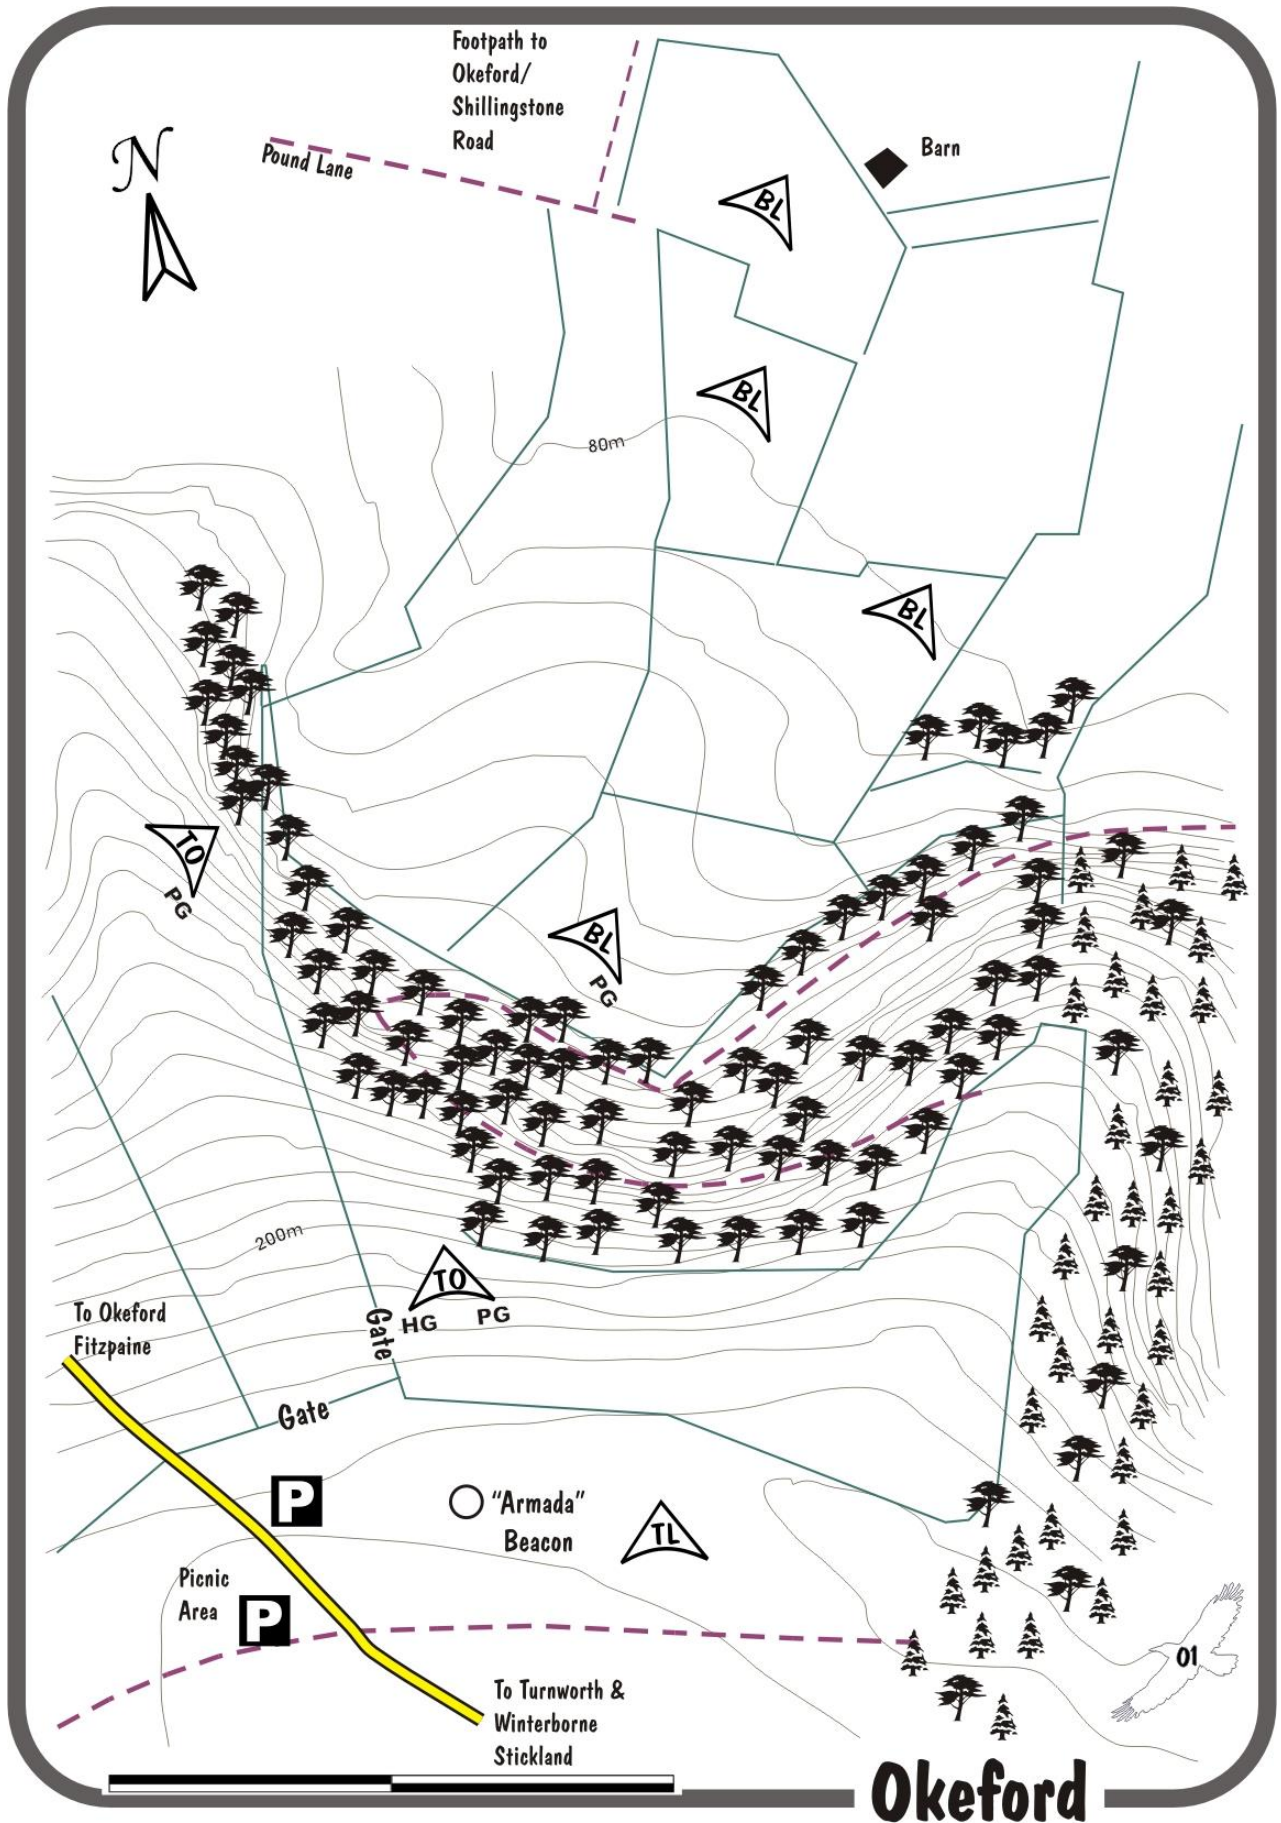 Footpath to
Okeford/
Shillingstone
Road
N
Pound Lane
Barn
BL
BL
80m
BL
TO
PG
BL
PG
200m
TO
HG PG
To Okeford
Fitzpaine
Gate
Gate
P
"Armada"
Beacon
TL
Picnic
Area
P
01
To Turnworth &
Winterborne
Stickland
Okeford